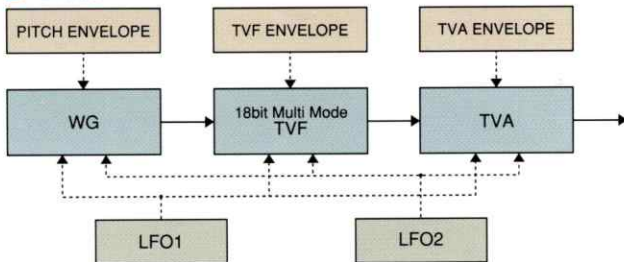 PITCH ENVELOPE
TVF ENVELOPE
TVA ENVELOPE
WG
18bit Multi Mode
TVF
TVA
LFO1
LFO2